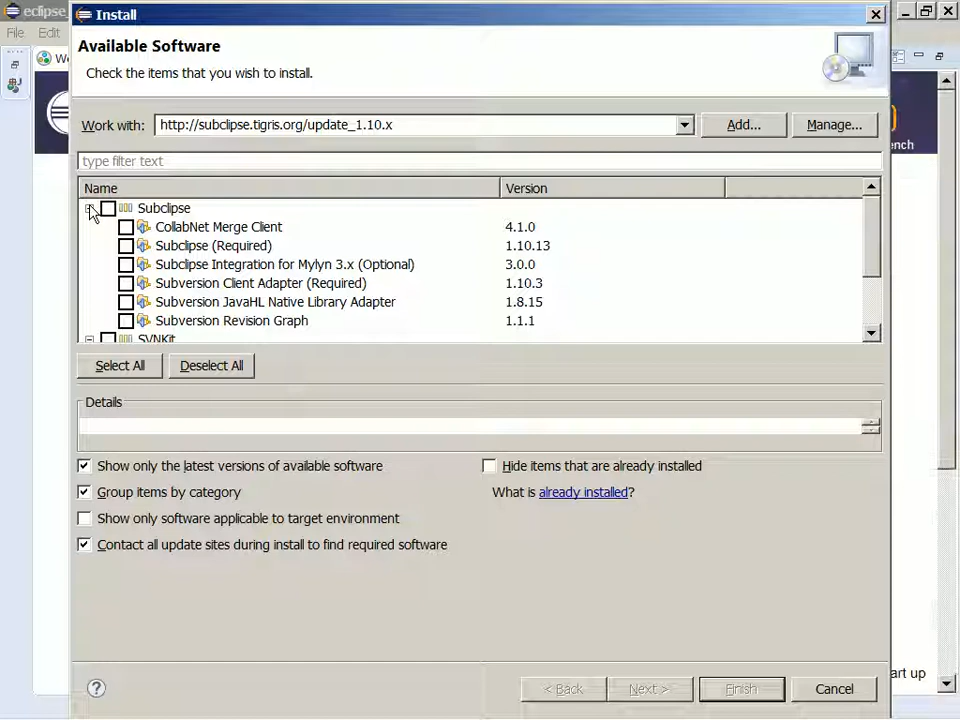 eclipse_
Install
File Edit
Available Software
Check the items that you wish to install.
We
Work with: http://subclipse.tigris.org/update_1.10.x Add... Manage...
nch
type filter text
Name Version
Subclipse
CollabNet Merge Client 4.1.0
Subclipse (Required) 1.10.13
Subclipse Integration for Mylyn 3.x (Optional) 3.0.0
Subversion Client Adapter (Required) 1.10.3
Subversion JavaHL Native Library Adapter 1.8.15
Subversion Revision Graph 1.1.1
SVNKit
Select All Deselect All
Details
Show only the latest versions of available software Hide items that are already installed
Group items by category What is already installed?
Show only software applicable to target environment
Contact all update sites during install to find required software
art up
? < Back Next > Finish Cancel